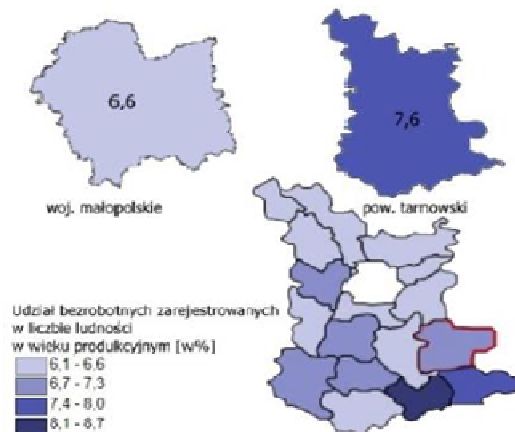 6,6
7,6
woj. małopolskie
pow. tarnowski
Udział bezrobotnych zarejestrowanych
w liczbie ludności
w wieku produkcyjnym [w%]
6,1 - 6,6
6,7 - 7,3
7,4 - 8,0
8,1 - 8,7